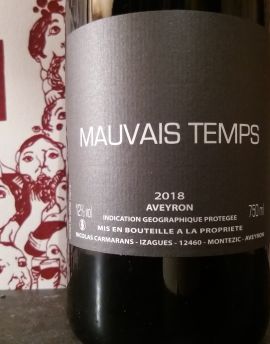 MAUVAIS TEMPS
2018
AVEYRON
12% vol
750 ml
INDICATION GEOGRAPHIQUE PROTEGEE
MIS EN BOUTEILLE A LA PROPRIETE
NICOLAS CARMARANS - IZAGUES - 12460 - MONTEZIC - AVEYRON